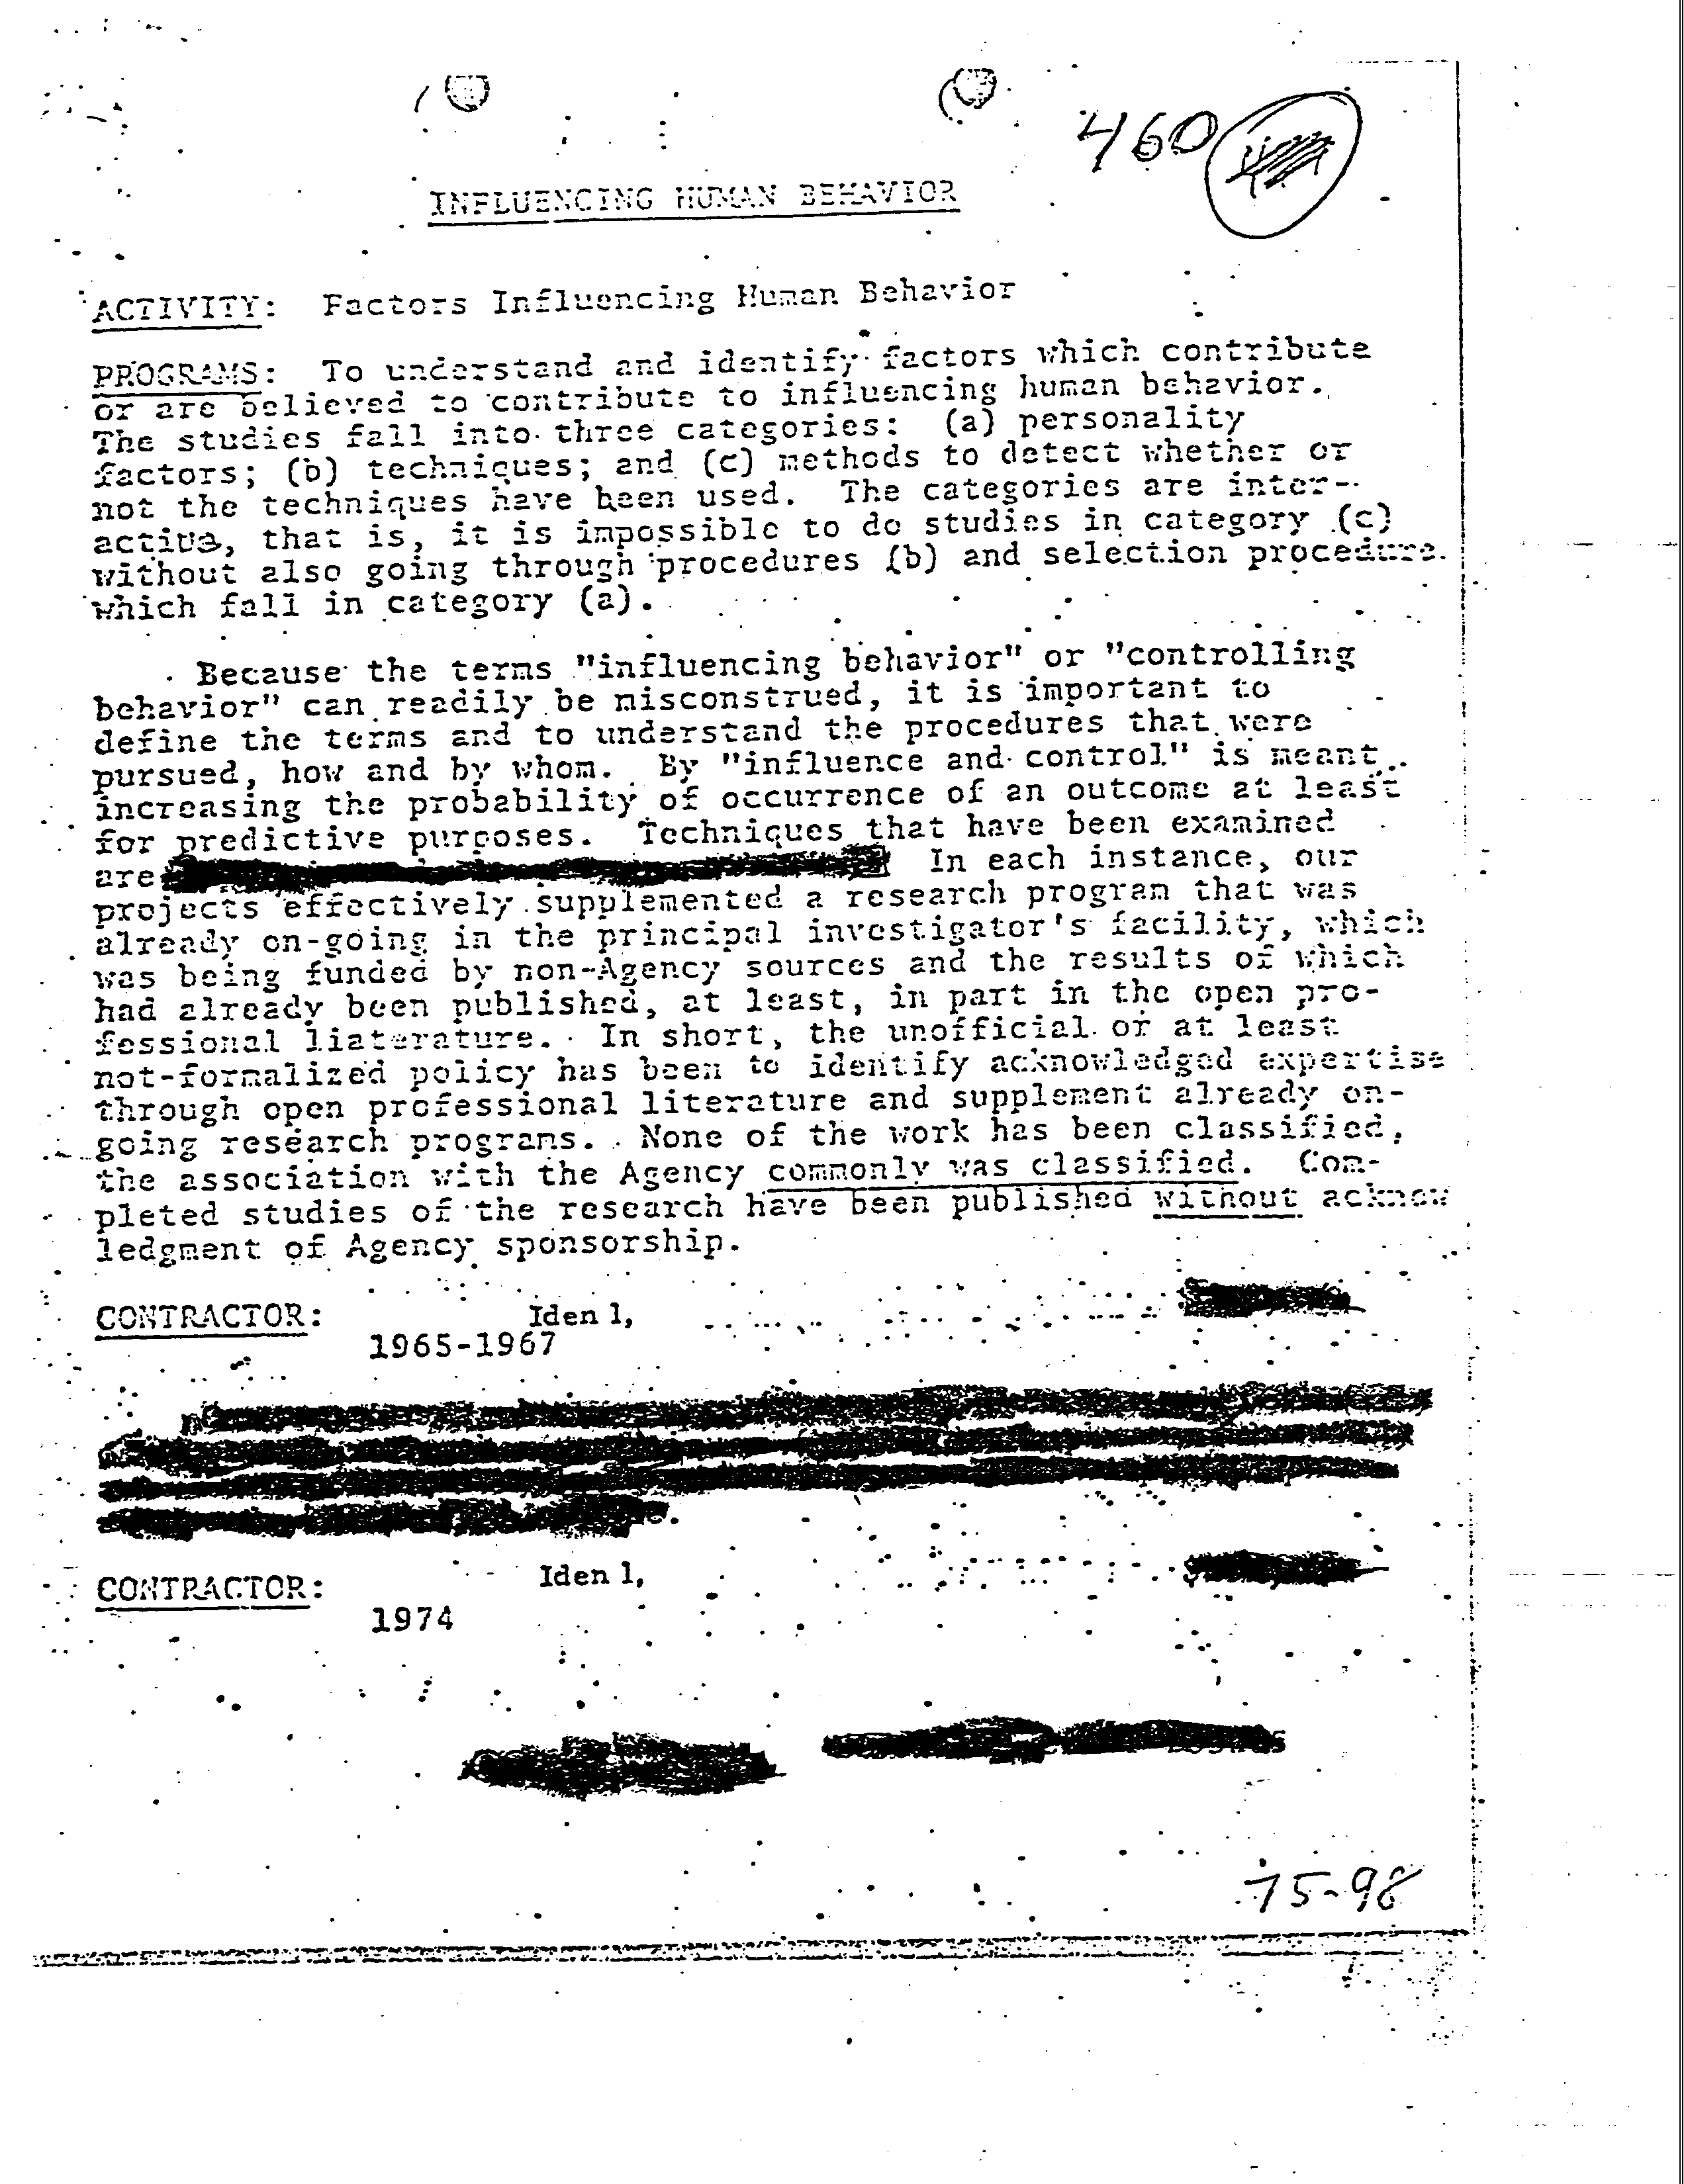 460
INFLUENCING HUMAN BEHAVIOR
ACTIVITY: Factors Influencing Human Behavior
PROGRAMS: To understand and identify factors which contribute
or are believed to contribute to influencing human behavior.
The studies fall into three categories: (a) personality
factors; (b) techniques; and (c) methods to detect whether or
not the techniques have been used. The categories are inter-
active, that is, it is impossible to do studies in category (c)
without also going through procedures (b) and selection procedure
which fall in category (a).
Because the terms "influencing behavior" or "controlling
behavior" can readily be misconstrued, it is important to
define the terms and to understand the procedures that were
pursued, how and by whom. By "influence and control" is meant
increasing the probability of occurrence of an outcome at least
for predictive purposes. Techniques that have been examined
are In each instance, our
projects effectively supplemented a research program that was
already on-going in the principal investigator's facility, which
was being funded by non-Agency sources and the results of which
had already been published, at least, in part in the open pro-
fessional liaterature. In short, the unofficial or at least
not-formalized policy has been to identify acknowledged expertise
through open professional literature and supplement already on-
going research programs. None of the work has been classified,
the association with the Agency commonly was classified. Com-
pleted studies of the research have been published without acknow
ledgment of Agency sponsorship.
CONTRACTOR: Iden 1,
1965-1967
CONTRACTOR: Iden 1,
1974
75-98